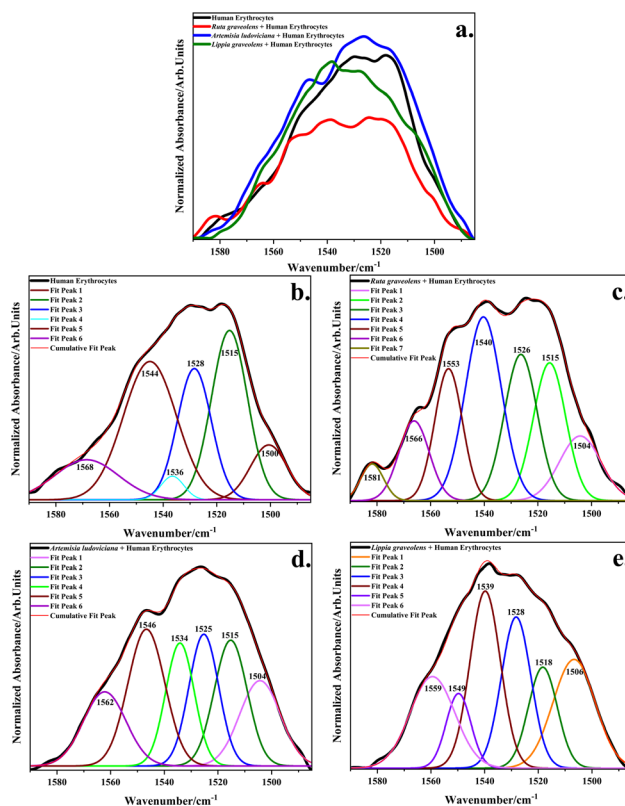 Human Erythrocytes
Ruta graveolens + Human Erythrocytes
Artemisia ludoviciana + Human Erythrocytes
Lippia graveolens + Human Erythrocytes
a.
Normalized Absorbance/Arb.Units
1580 1560 1540 1520 1500
Wavenumber/cm-1
Human Erythrocytes
Fit Peak 1
Fit Peak 2
Fit Peak 3
Fit Peak 4
Fit Peak 5
Fit Peak 6
Cumulative Fit Peak
b.
1568
1544
1536
1528
1515
1500
Normalized Absorbance/Arb.Units
1580 1560 1540 1520 1500
Wavenumber/cm-1
Ruta graveolens + Human Erythrocytes
Fit Peak 1
Fit Peak 2
Fit Peak 3
Fit Peak 4
Fit Peak 5
Fit Peak 6
Fit Peak 7
Cumulative Fit Peak
c.
1581
1566
1553
1540
1526
1515
1504
Normalized Absorbance/Arb.Units
1580 1560 1540 1520 1500
Wavenumber/cm-1
Artemisia ludoviciana + Human Erythrocytes
Fit Peak 1
Fit Peak 2
Fit Peak 3
Fit Peak 4
Fit Peak 5
Fit Peak 6
Cumulative Fit Peak
d.
1562
1546
1534
1525
1515
1504
Normalized Absorbance/Arb.Units
1580 1560 1540 1520 1500
Wavenumber/cm-1
Lippia graveolens + Human Erythrocytes
Fit Peak 1
Fit Peak 2
Fit Peak 3
Fit Peak 4
Fit Peak 5
Fit Peak 6
Cumulative Fit Peak
e.
1559
1549
1539
1528
1518
1506
Normalized Absorbance/Arb.Units
1580 1560 1540 1520 1500
Wavenumber/cm-1